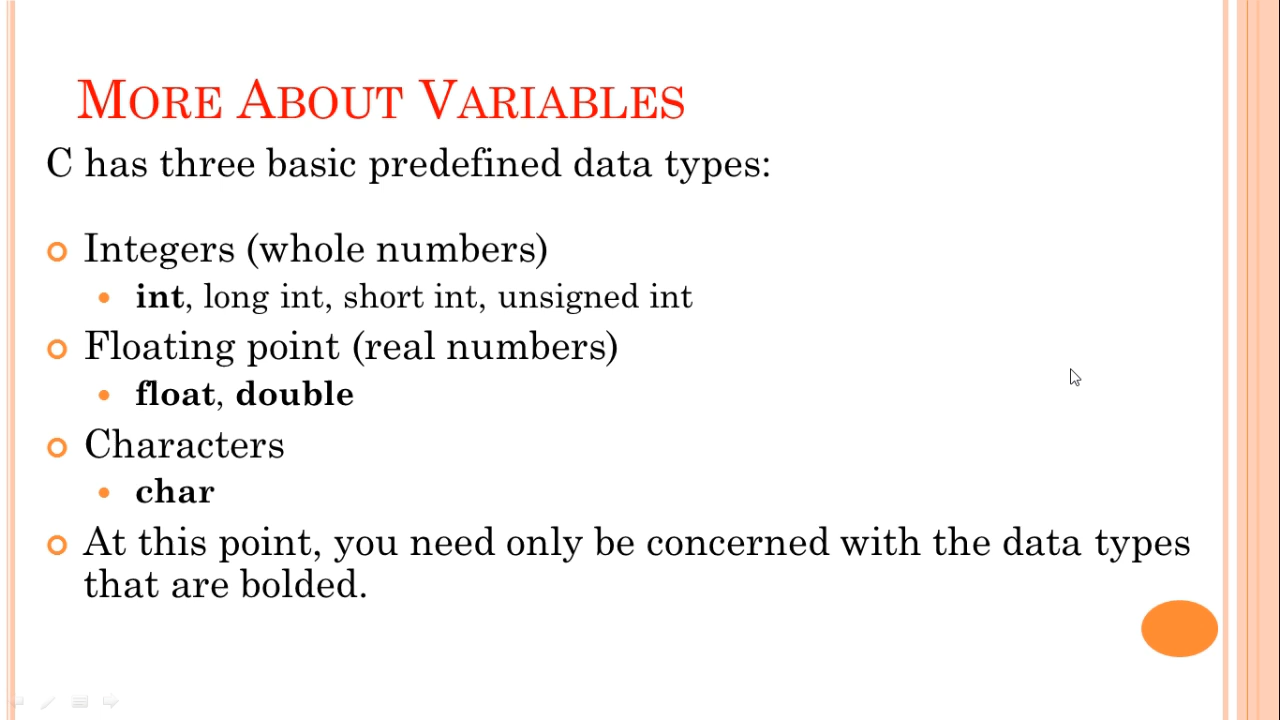 MORE ABOUT VARIABLES
C has three basic predefined data types:
Integers (whole numbers)
int, long int, short int, unsigned int
Floating point (real numbers)
float, double
Characters
char
At this point, you need only be concerned with the data types
that are bolded.